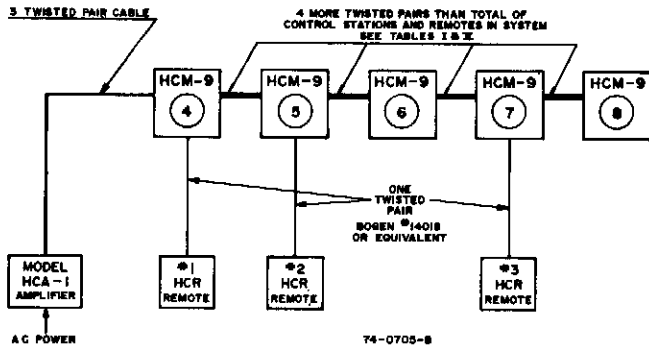 3 TWISTED PAIR CABLE
4 MORE TWISTED PAIRS THAN TOTAL OF
CONTROL STATIONS AND REMOTES IN SYSTEM
SEE TABLES I & II
HCM-9
4
HCM-9
5
HCM-9
6
HCM-9
7
HCM-9
8
ONE
TWISTED
PAIR
BOGEN #14018
OR EQUIVALENT
MODEL
HCA-1
AMPLIFIER
#1
HCR
REMOTE
#2
HCR
REMOTE
#3
HCR
REMOTE
AC POWER
74-0705-B